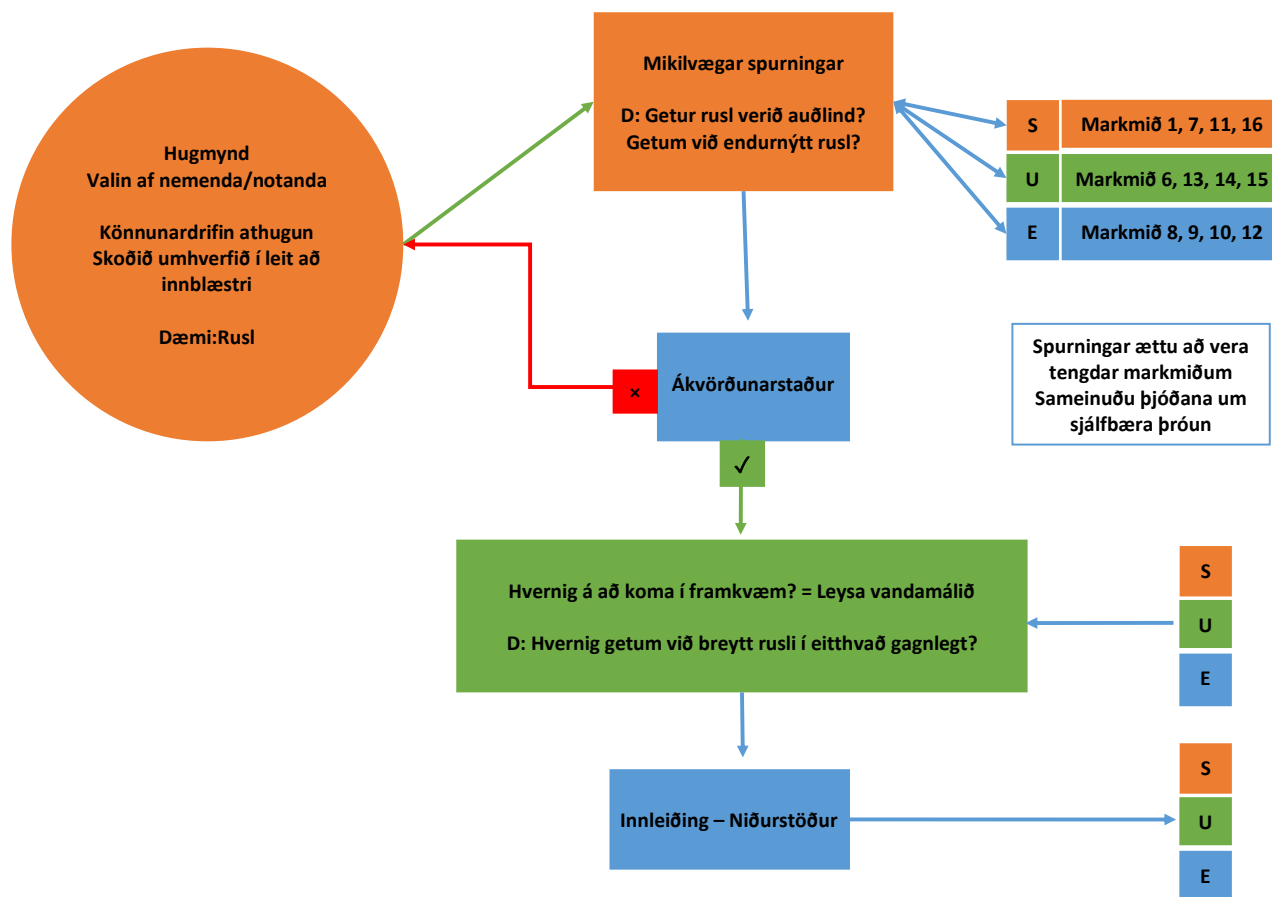 Hugmynd
Valin af nemenda/notanda
Könnunardrifin athugun
Skoðið umhverfið í leit að
innblæstri
Dæmi:Rusl
Mikilvægar spurningar
D: Getur rusl verið auðlind?
Getum við endurnýtt rusl?
S Markmið 1, 7, 11, 16
U Markmið 6, 13, 14, 15
E Markmið 8, 9, 10, 12
Spurningar ættu að vera
tengdar markmiðum
Sameinuðu þjóðana um
sjálfbæra þróun
× Ákvörðunarstaður
✓
Hvernig á að koma í framkvæm? = Leysa vandamálið
D: Hvernig getum við breytt rusli í eitthvað gagnlegt?
S
U
E
Innleiðing – Niðurstöður
S
U
E